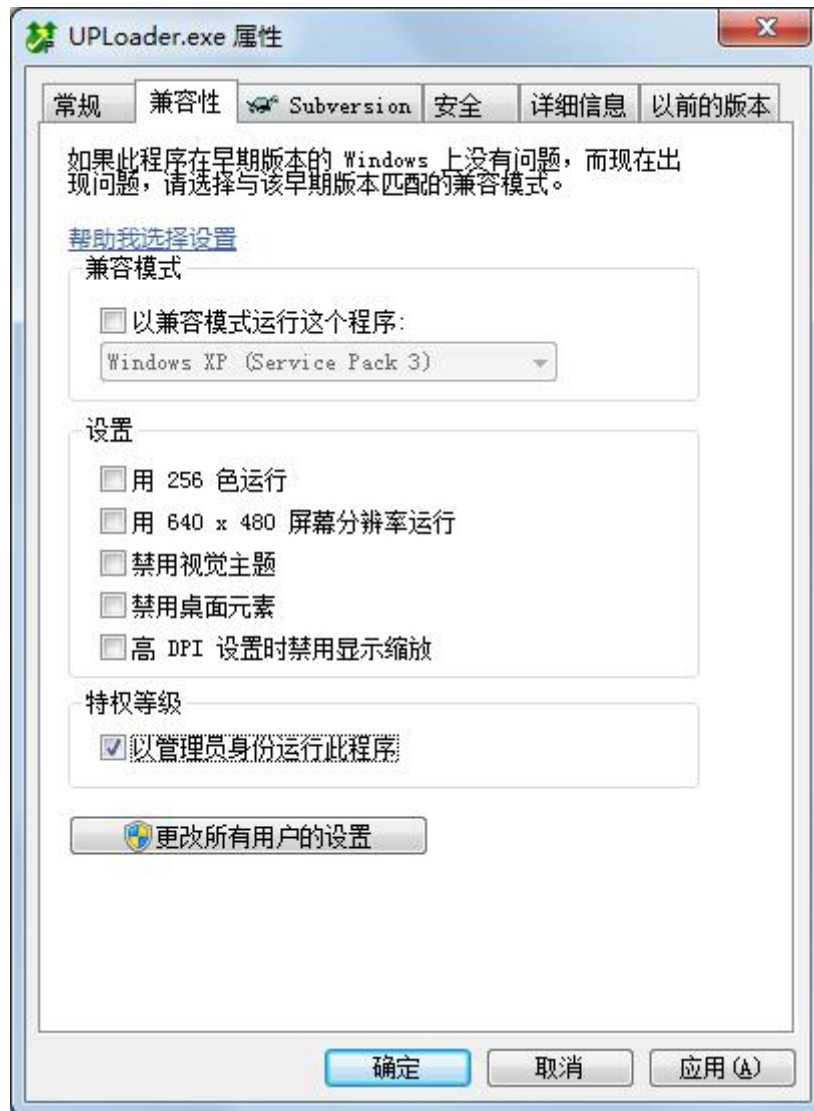 UPLoader.exe 属性
常规 兼容性 Subversion 安全 详细信息 以前的版本
如果此程序在早期版本的 Windows 上没有问题，而现在出
现问题，请选择与该早期版本匹配的兼容模式。
帮助我选择设置
兼容模式
以兼容模式运行这个程序:
Windows XP (Service Pack 3)
设置
用 256 色运行
用 640 x 480 屏幕分辨率运行
禁用视觉主题
禁用桌面元素
高 DPI 设置时禁用显示缩放
特权等级
以管理员身份运行此程序
更改所有用户的设置
确定 取消 应用(A)